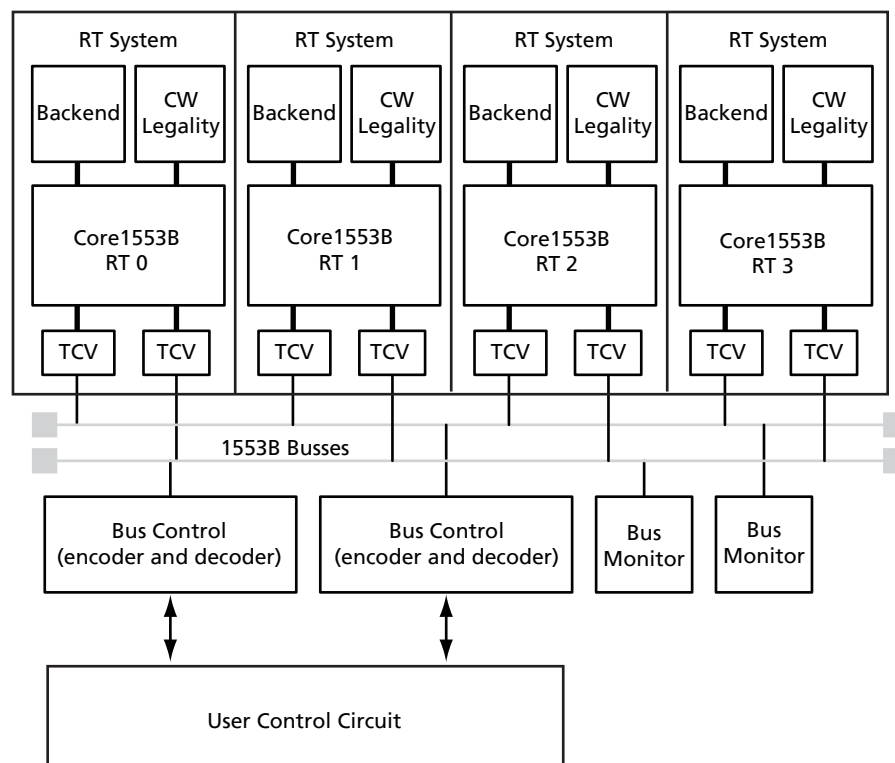 RT System
RT System
RT System
RT System
Backend
CW
Legality
Backend
CW
Legality
Backend
CW
Legality
Backend
CW
Legality
Core1553B
RT 0
Core1553B
RT 1
Core1553B
RT 2
Core1553B
RT 3
TCV
TCV
TCV
TCV
TCV
TCV
TCV
TCV
1553B Busses
Bus Control
(encoder and decoder)
Bus Control
(encoder and decoder)
Bus
Monitor
Bus
Monitor
User Control Circuit